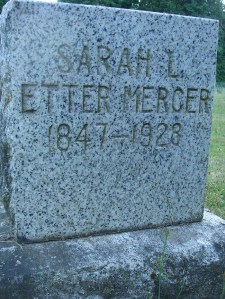 SARAH L.
ETTER MERCER
1847-1928